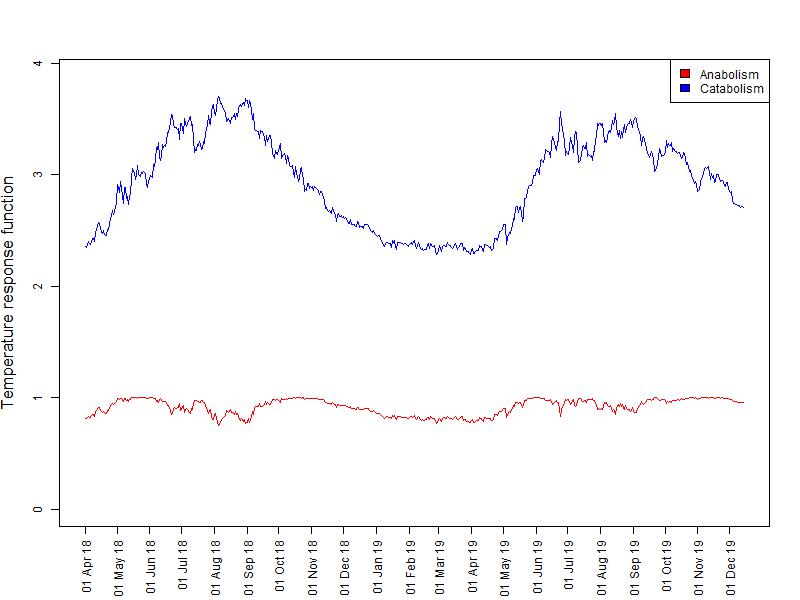 Anabolism
Catabolism
Temperature response function
4
3
2
1
0
01 Apr 18
01 May 18
01 Jun 18
01 Jul 18
01 Aug 18
01 Sep 18
01 Oct 18
01 Nov 18
01 Dec 18
01 Jan 19
01 Feb 19
01 Mar 19
01 Apr 19
01 May 19
01 Jun 19
01 Jul 19
01 Aug 19
01 Sep 19
01 Oct 19
01 Nov 19
01 Dec 19